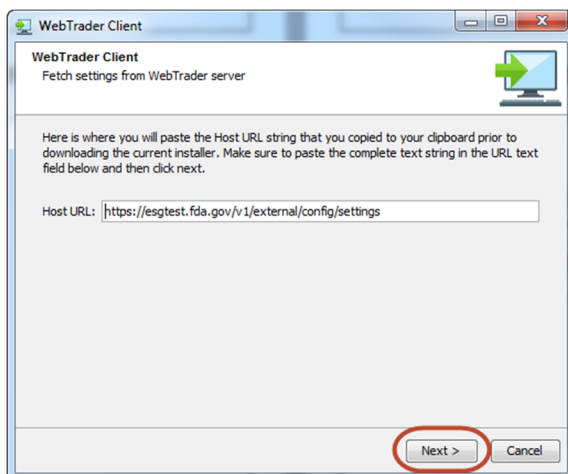 WebTrader Client
WebTrader Client
Fetch settings from WebTrader server
Here is where you will paste the Host URL string that you copied to your clipboard prior to
downloading the current installer. Make sure to paste the complete text string in the URL text
field below and then click next.
Host URL: https://esgtest.fda.gov/v1/external/config/settings
Next > Cancel